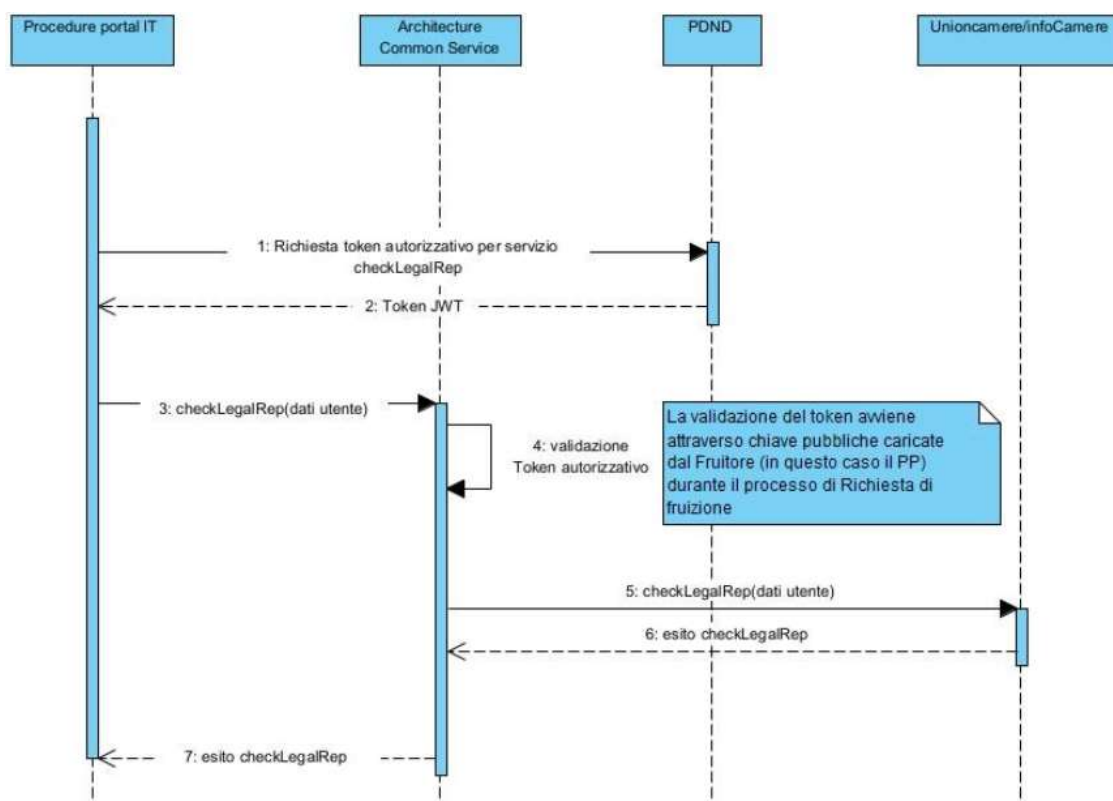 Procedure portal IT
Architecture
Common Service
PDND
Unioncamere/infoCamere
1: Richiesta token autorizzativo per servizio
checkLegalRep
2: Token JWT
3: checkLegalRep(dati utente)
4: validazione
Token autorizzativo
La validazione del token avviene
attraverso chiave pubbliche caricate
dal Fruitore (in questo caso il PP)
durante il processo di Richiesta di
fruizione
5: checkLegalRep(dati utente)
6: esito checkLegalRep
7: esito checkLegalRep